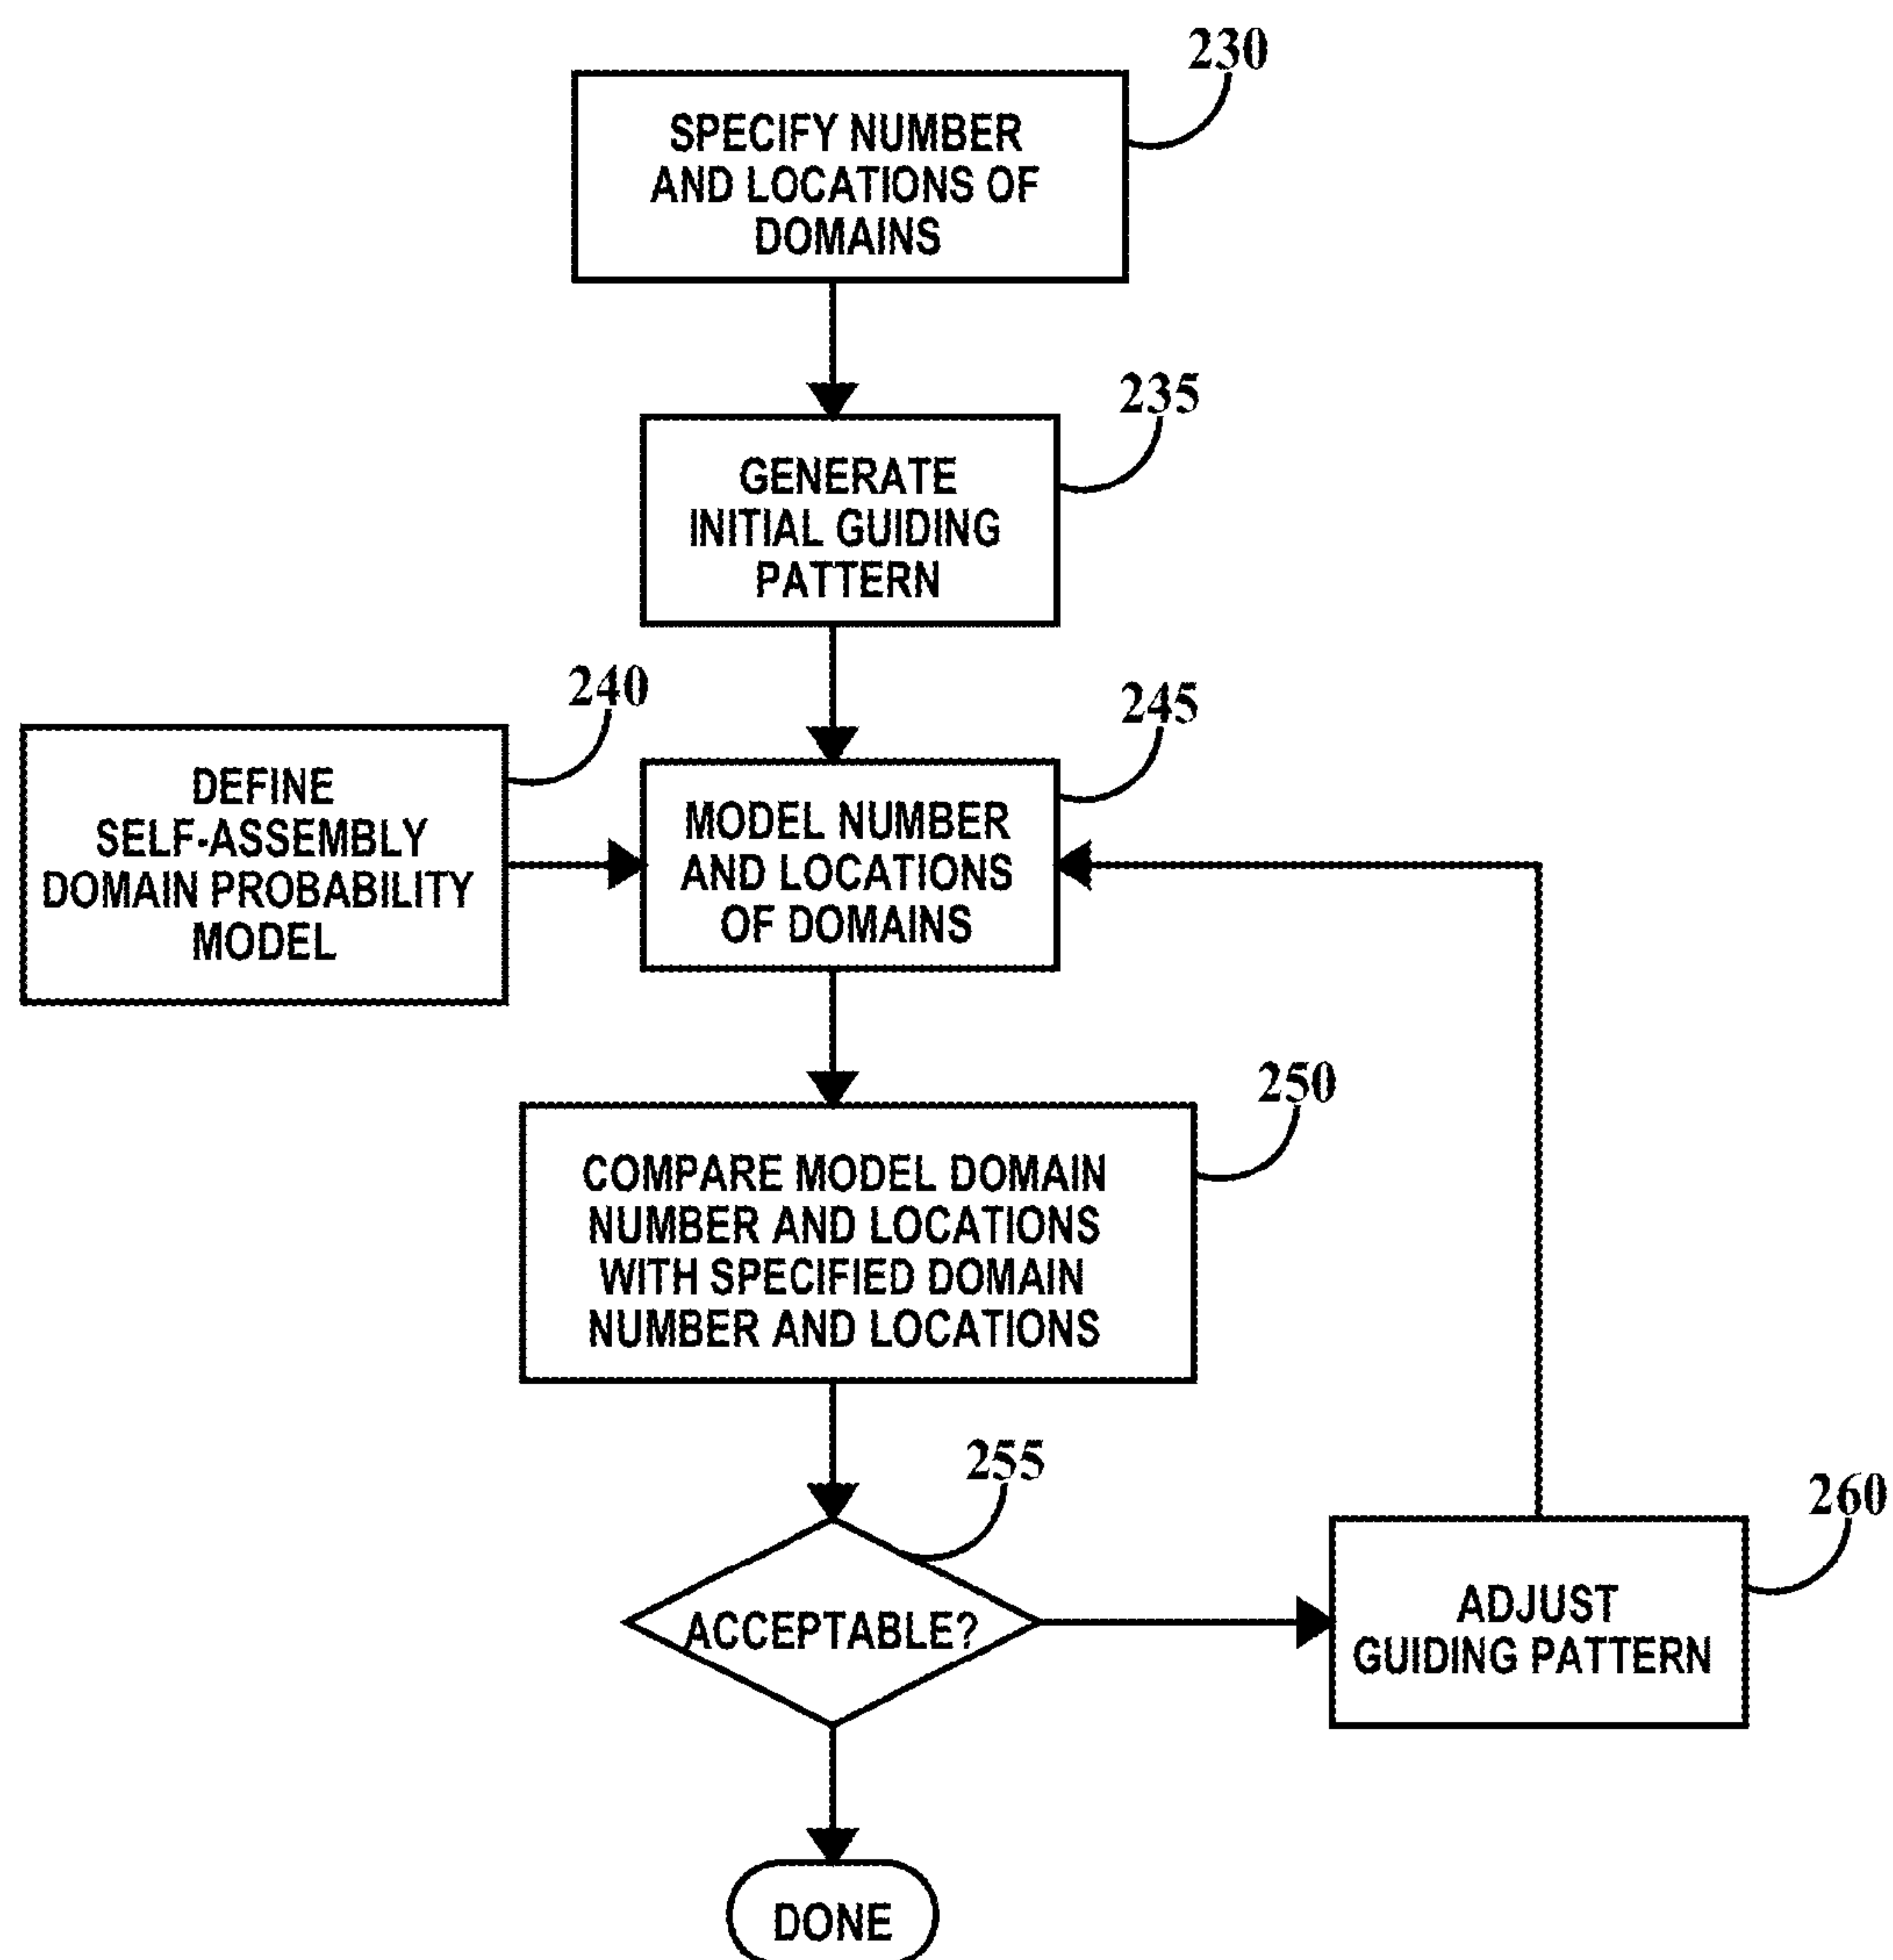 230
SPECIFY NUMBER
AND LOCATIONS OF
DOMAINS
235
GENERATE
INITIAL GUIDING
PATTERN
240
DEFINE
SELF-ASSEMBLY
DOMAIN PROBABILITY
MODEL
245
MODEL NUMBER
AND LOCATIONS
OF DOMAINS
250
COMPARE MODEL DOMAIN
NUMBER AND LOCATIONS
WITH SPECIFIED DOMAIN
NUMBER AND LOCATIONS
255
ACCEPTABLE?
260
ADJUST
GUIDING PATTERN
DONE